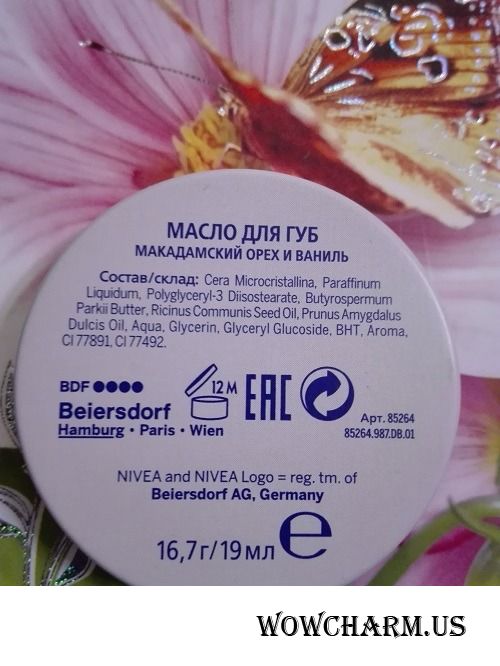 МАСЛО ДЛЯ ГУБ
МАКАДАМСКИЙ ОРЕХ И ВАНИЛЬ
Состав/склад: Cera Microcristallina, Paraffinum
Liquidum, Polyglyceryl-3 Diisostearate, Butyrospermum
Parkii Butter, Ricinus Communis Seed Oil, Prunus Amygdalus
Dulcis Oil, Aqua, Glycerin, Glyceryl Glucoside, BHT, Aroma,
CI 77891, CI 77492.
BDF ●●●● 12 M EAC
Beiersdorf
Hamburg • Paris • Wien
Арт. 85264
85264.987.DB.01
NIVEA and NIVEA Logo = reg. tm. of
Beiersdorf AG, Germany
16,7 г/19 мл ℮
WOWCHARM.US